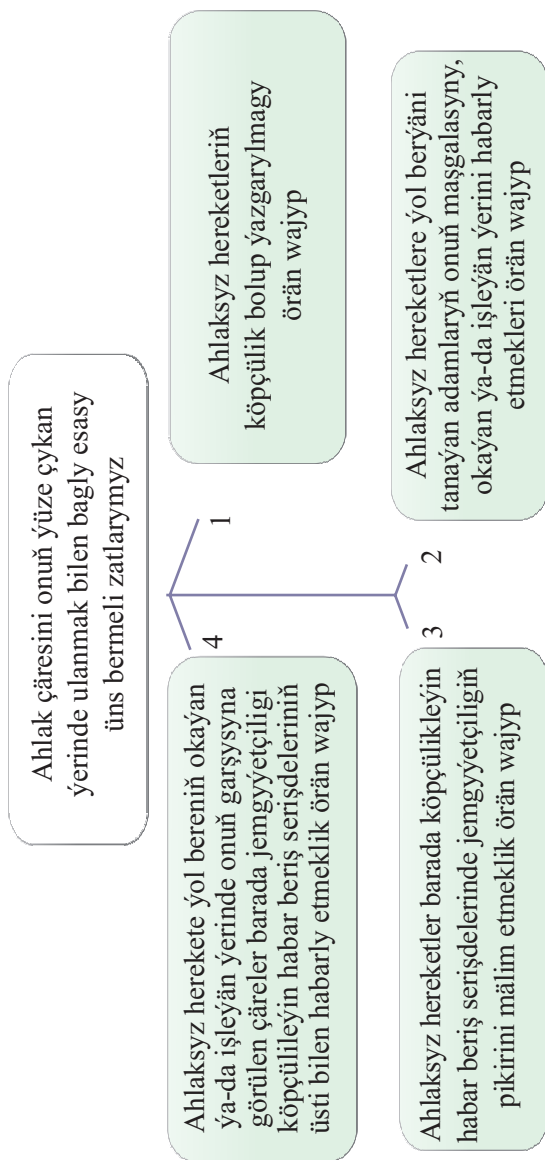 Ahlak çäresini onuň ýüze çykan
ýerinde ulanmak bilen bagly esasy
üns bermeli zatlarymyz
1
Ahlaksyz hereketleriň
köpçülik bolup ýazgarylmagy
örän wajyp
2
Ahlaksyz hereketlere ýol berýäni
tanaýan adamlaryň onuň maşgalasyny,
okaýan ýa-da işleýän ýerini habarly
etmekleri örän wajyp
3
Ahlaksyz hereketler barada köpçülikleýin
habar beriş serişdelerinde jemgyýetçiligiň
pikirini mälim etmeklik örän wajyp
4
Ahlaksyz herekete ýol bereniň okaýan
ýa-da işleýän ýerinde onuň garşysyna
görülen çäreler barada jemgyýetçiligi
köpçülileýin habar beriş serişdeleriniň
üsti bilen habarly etmeklik örän wajyp